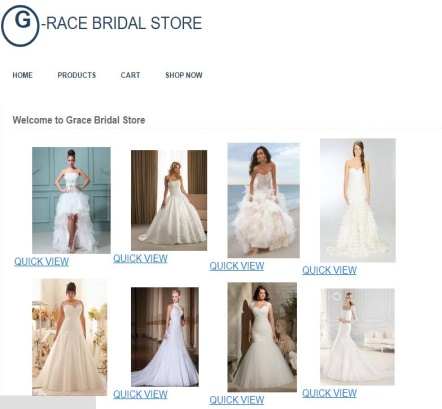 G-RACE BRIDAL STORE
HOME PRODUCTS CART SHOP NOW
Welcome to Grace Bridal Store
QUICK VIEW QUICK VIEW QUICK VIEW QUICK VIEW
QUICK VIEW QUICK VIEW QUICK VIEW